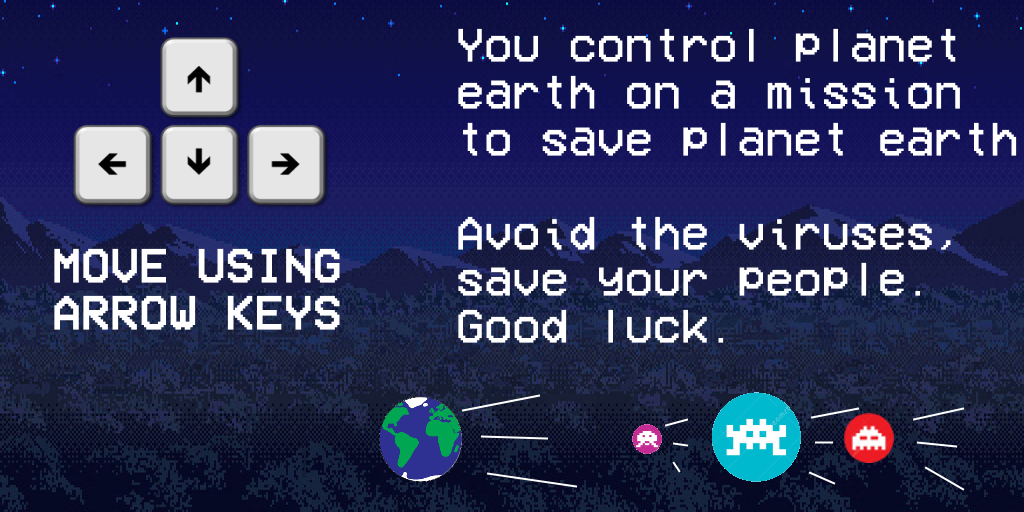 MOVE USING
ARROW KEYS
You control planet
earth on a mission
to save planet earth
Avoid the viruses,
save your people.
Good luck.